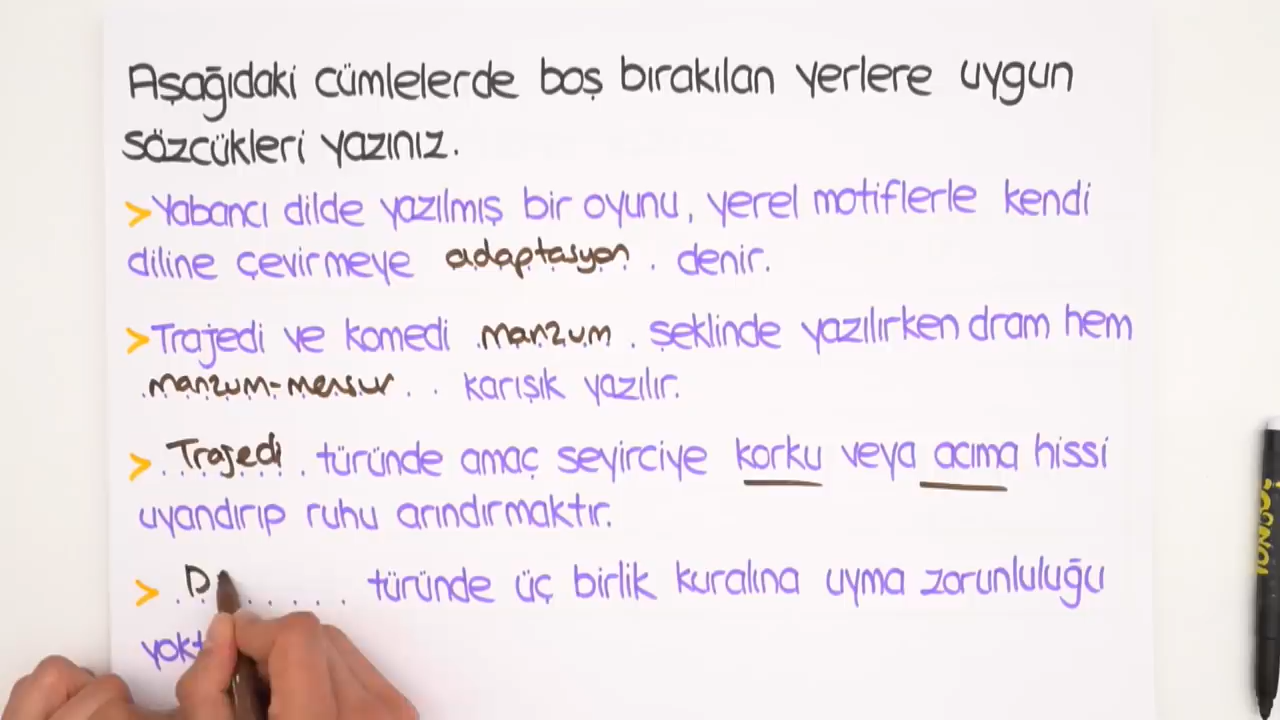 Aşağıdaki cümlelerde boş bırakılan yerlere uygun
sözcükleri yazınız.
>Yabancı dilde yazılmış bir oyunu, yerel motiflerle kendi
diline çevirmeye adaptasyon . denir.
>Trajedi ve komedi .manzum . şeklinde yazılırken dram hem
.manzum-mensur . . karışık yazılır.
> .Trajedi . türünde amaç seyirciye korku veya acıma hissi
uyandırıp ruhu arındırmaktır.
> . D . . . . türünde üç birlik kuralına uyma zorunluluğu
yokt